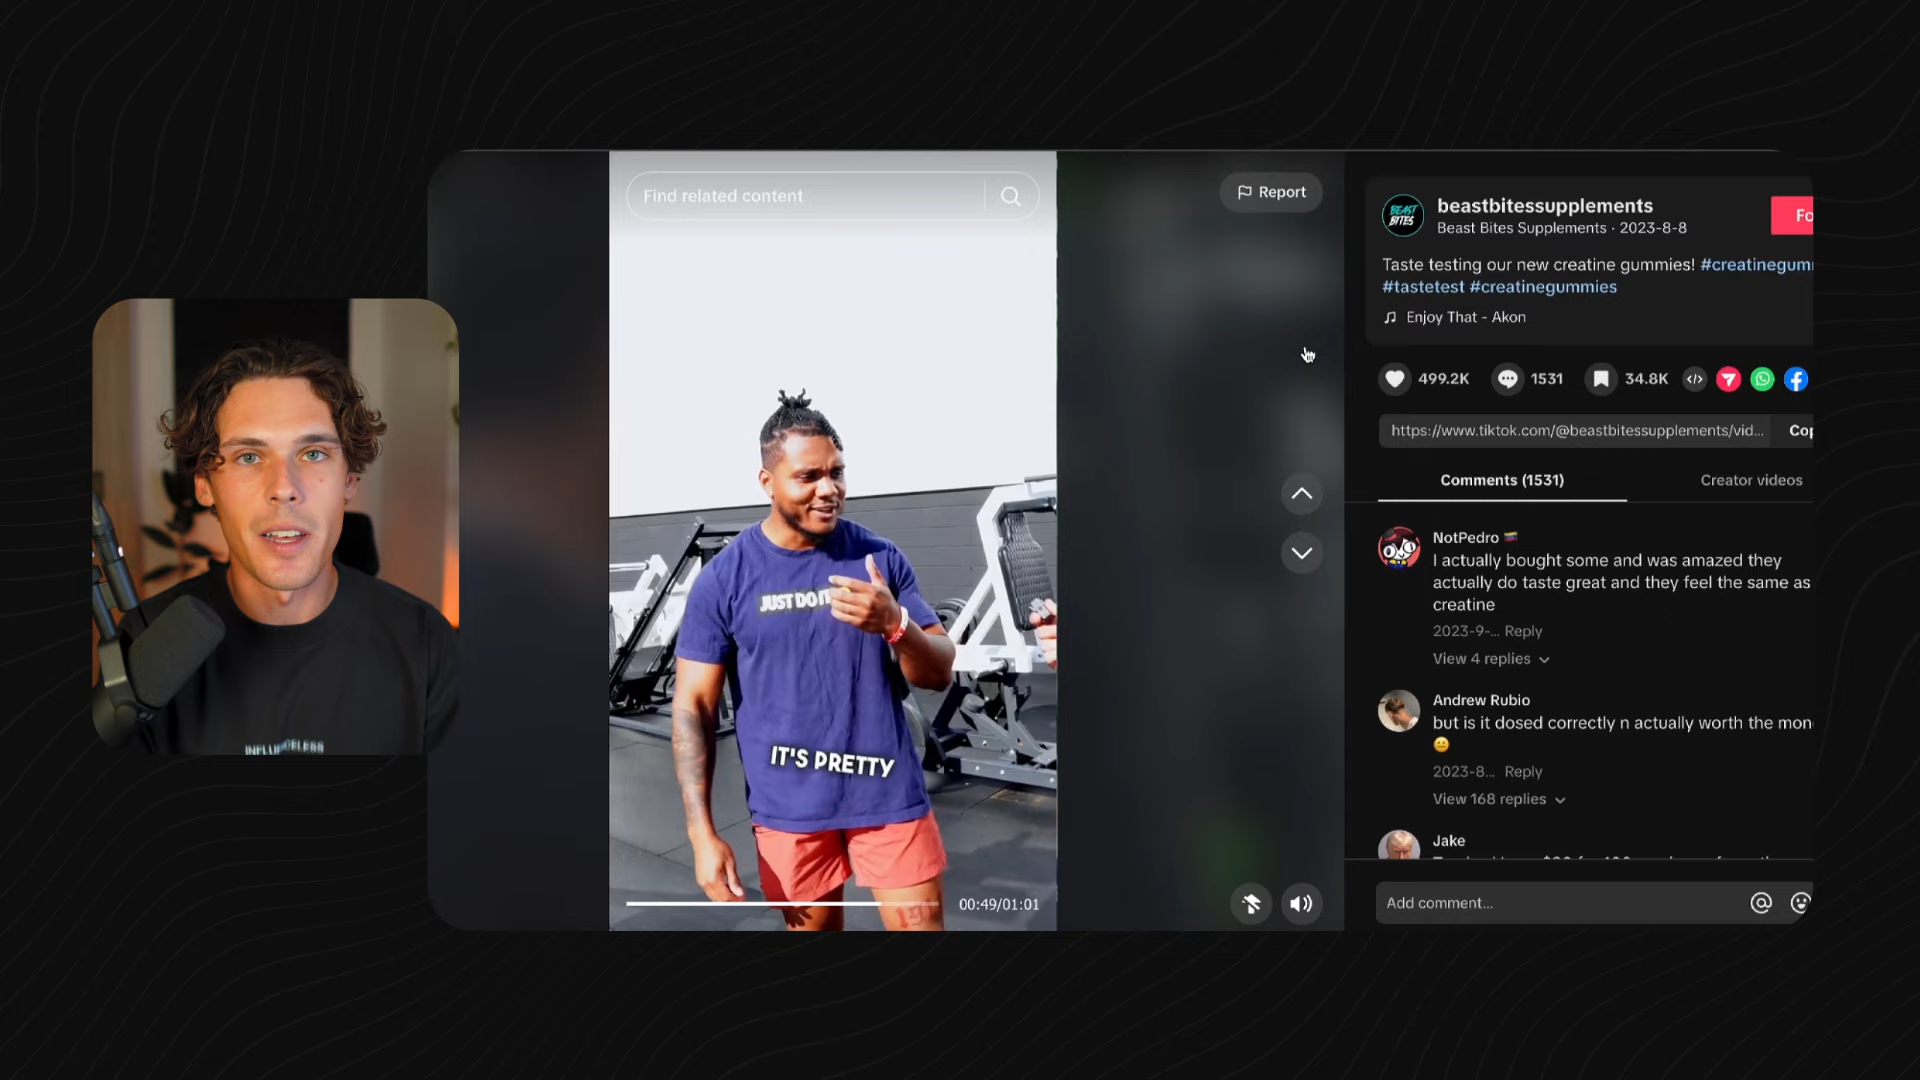 Find related content
Report
JUST DO IT
IT'S PRETTY
00:49/01:01
BEAST
BITES
beastbitessupplements
Beast Bites Supplements · 2023-8-8
Fo
Taste testing our new creatine gummies! #creatinegum
#tastetest #creatinegummies
Enjoy That - Akon
499.2K
1531
34.8K
https://www.tiktok.com/@beastbitessupplements/vid...
Cop
Comments (1531)
Creator videos
NotPedro 🇻🇪
I actually bought some and was amazed they
actually do taste great and they feel the same as
creatine
2023-9-... Reply
View 4 replies
Andrew Rubio
but is it dosed correctly n actually worth the mon
😐
2023-8... Reply
View 168 replies
Jake
Add comment...